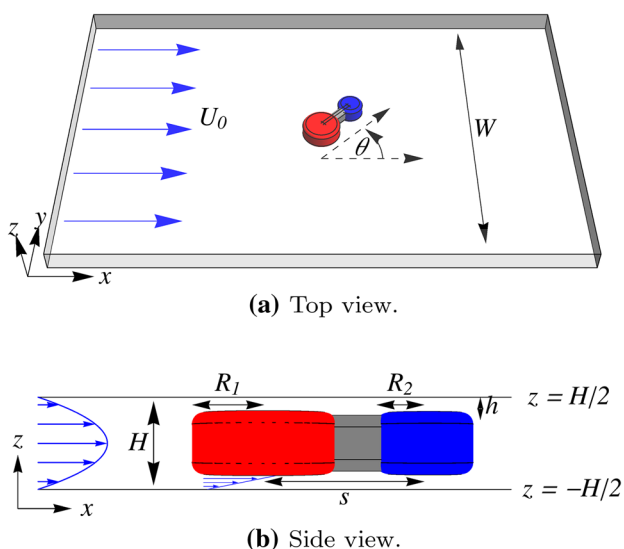 U0
W
θ
z y
x
(a) Top view.
R1 R2
z = H/2
h
H
z
s
x
z = −H/2
(b) Side view.